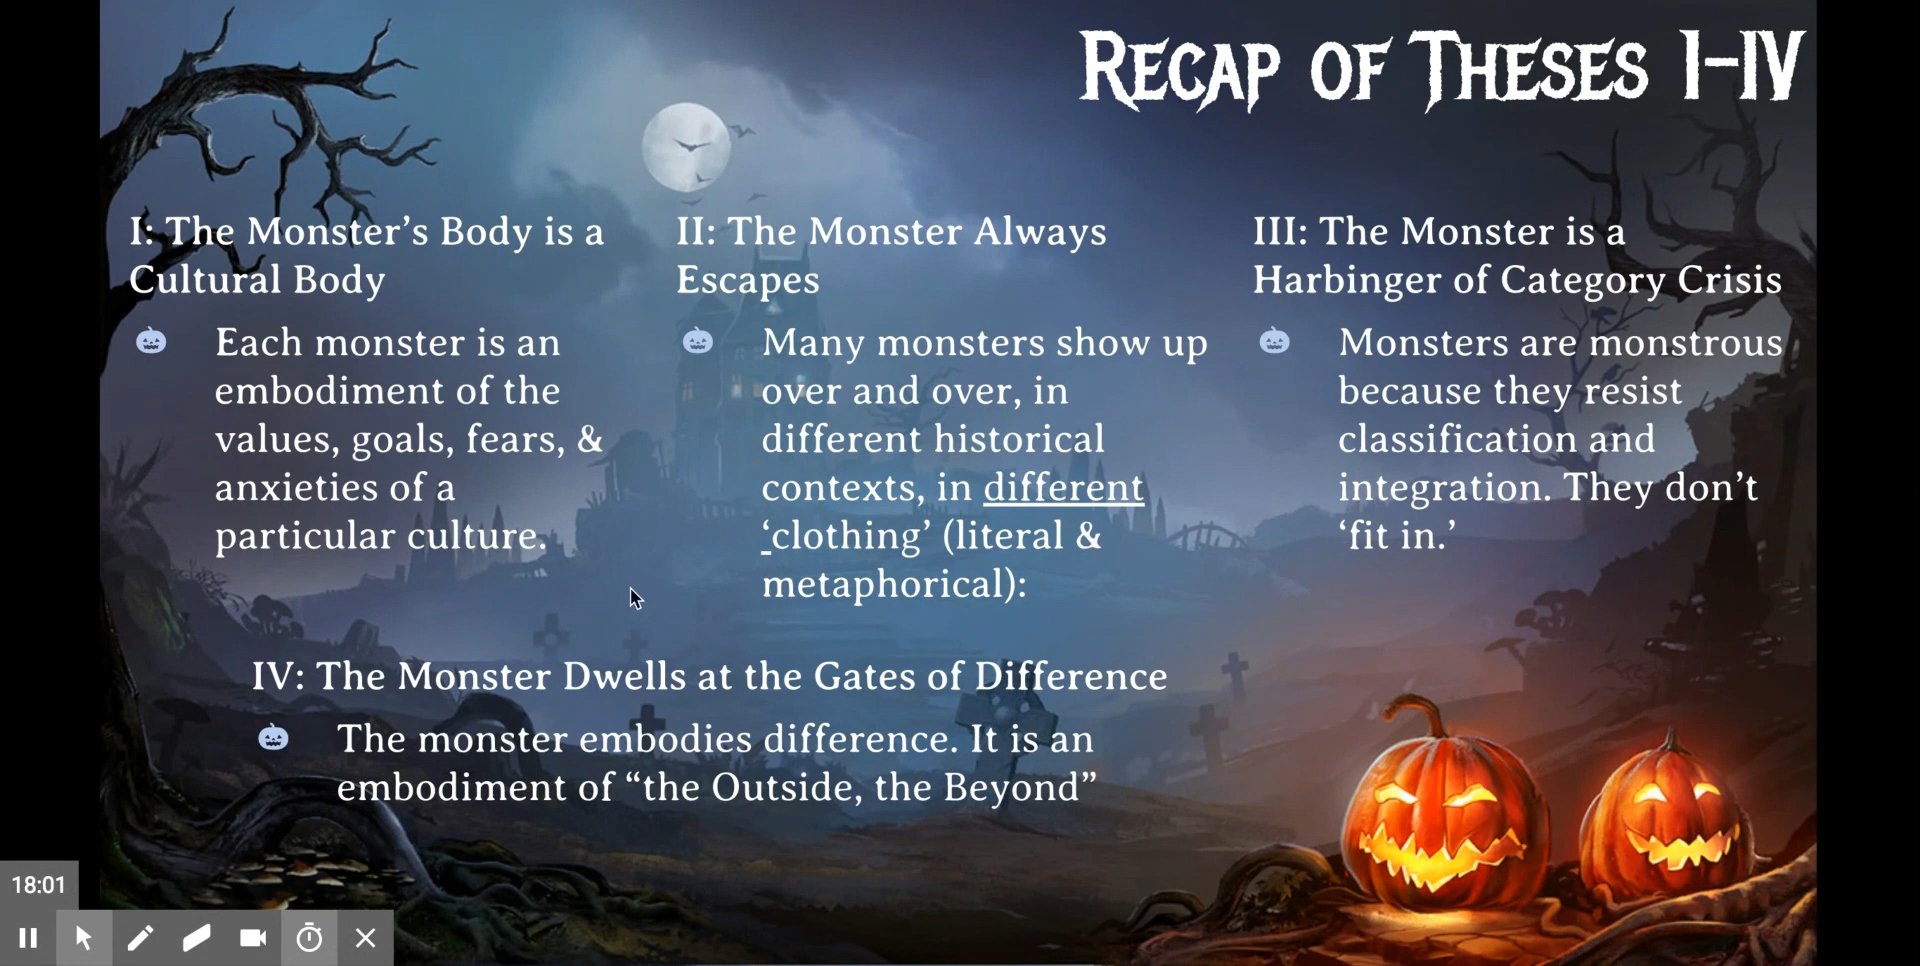 RECAP OF THESES I-IV
I: The Monster’s Body is a
Cultural Body
Each monster is an
embodiment of the
values, goals, fears, &
anxieties of a
particular culture.
II: The Monster Always
Escapes
Many monsters show up
over and over, in
different historical
contexts, in different
‘clothing’ (literal &
metaphorical):
III: The Monster is a
Harbinger of Category Crisis
Monsters are monstrous
because they resist
classification and
integration. They don’t
‘fit in.’
IV: The Monster Dwells at the Gates of Difference
The monster embodies difference. It is an
embodiment of “the Outside, the Beyond”
18:01